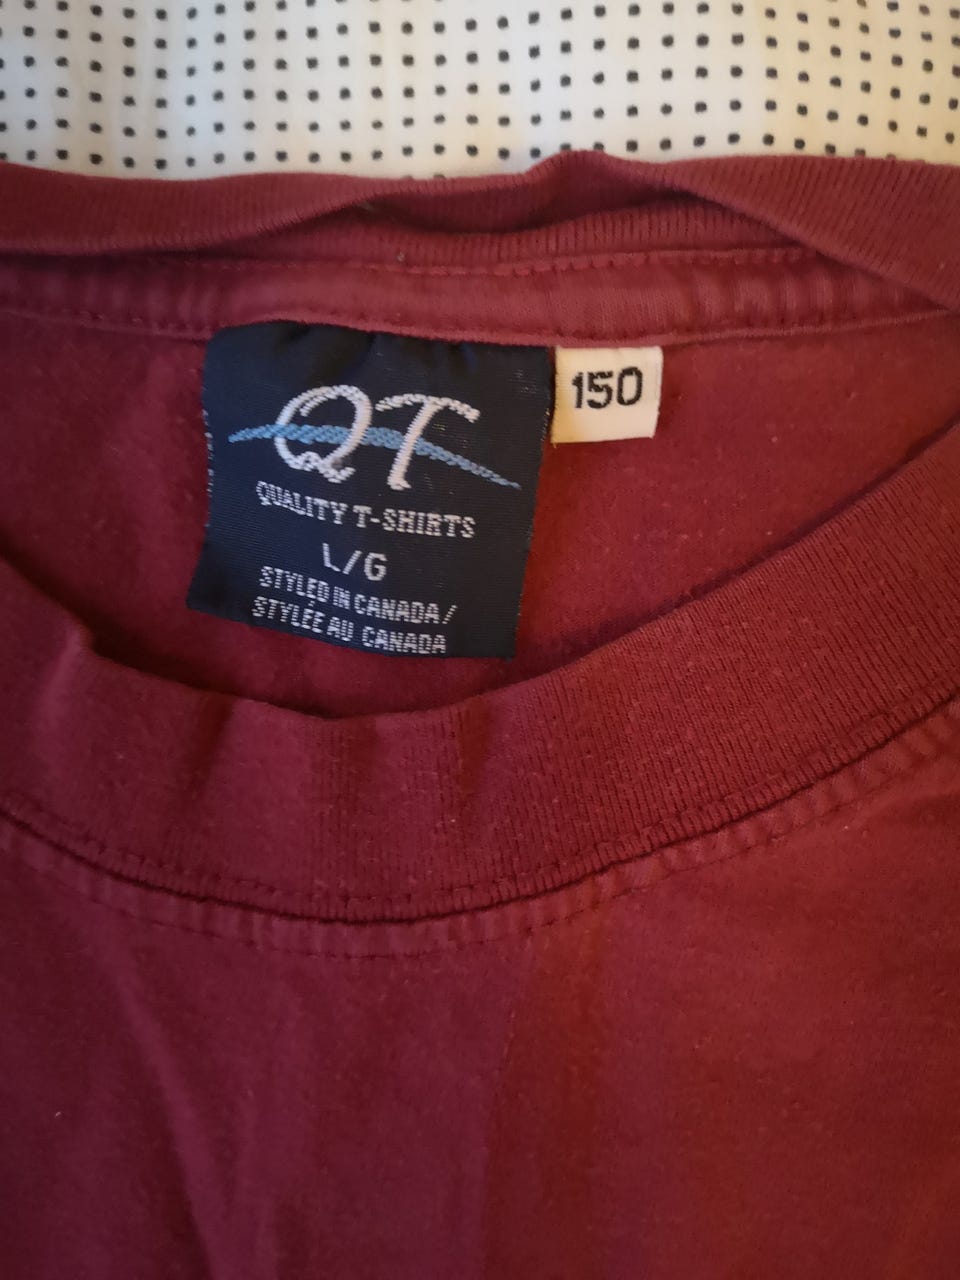 QT
QUALITY T-SHIRTS
L/G
STYLED IN CANADA/
STYLÉE AU CANADA
150